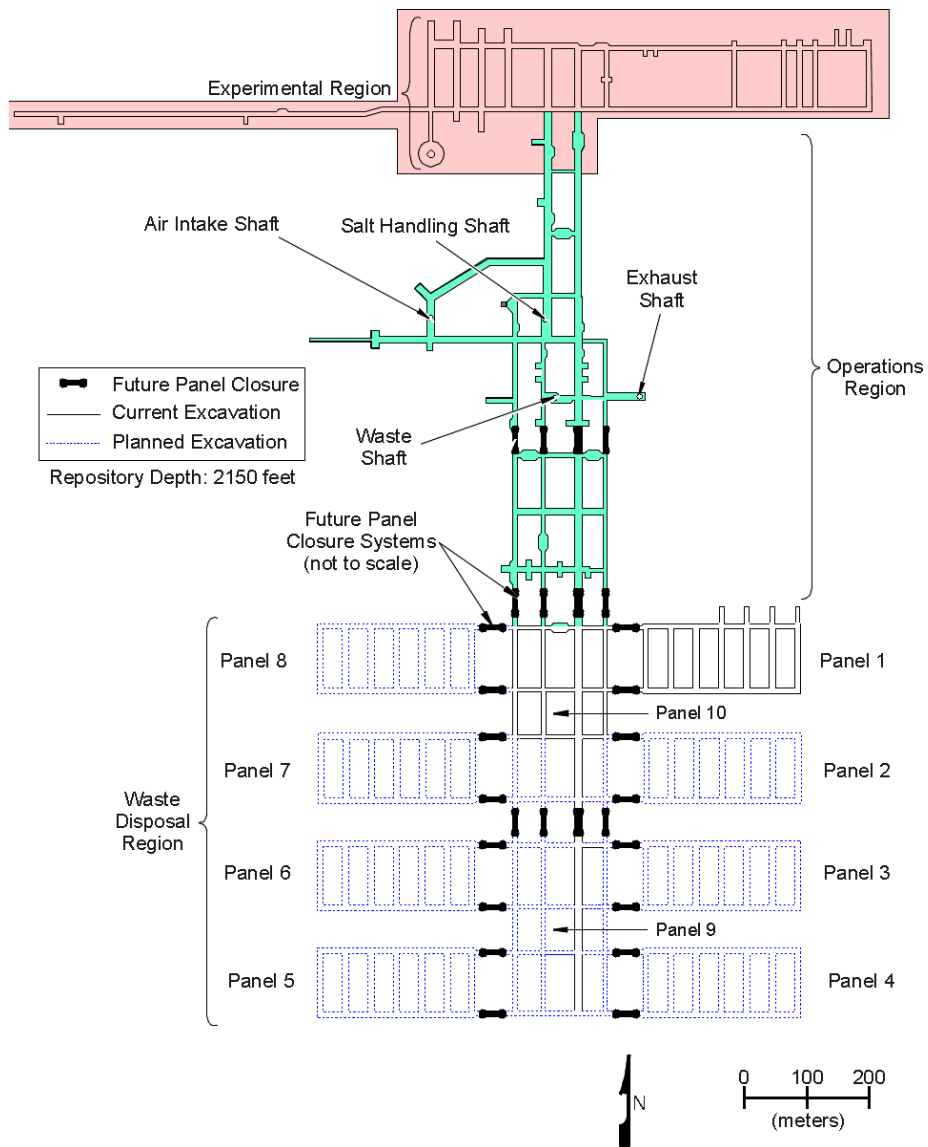 Experimental Region
Air Intake Shaft
Salt Handling Shaft
Exhaust
Shaft
Operations
Region
Future Panel Closure
Current Excavation
Planned Excavation
Repository Depth: 2150 feet
Waste
Shaft
Future Panel
Closure Systems
(not to scale)
Panel 8
Panel 1
Panel 10
Panel 7
Panel 2
Waste
Disposal
Region
Panel 6
Panel 3
Panel 9
Panel 5
Panel 4
N
0 100 200
(meters)